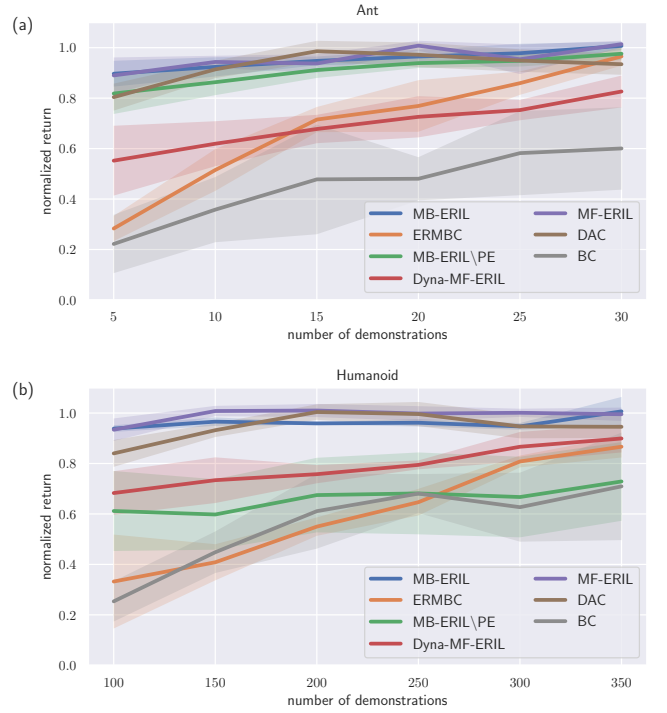 (a)
Ant
1.0
0.8
0.6
0.4
0.2
0.0
normalized return
MB-ERIL
ERMBC
MB-ERIL\PE
Dyna-MF-ERIL
MF-ERIL
DAC
BC
5 10 15 20 25 30
number of demonstrations
(b)
Humanoid
1.0
0.8
0.6
0.4
0.2
0.0
normalized return
MB-ERIL
ERMBC
MB-ERIL\PE
Dyna-MF-ERIL
MF-ERIL
DAC
BC
100 150 200 250 300 350
number of demonstrations